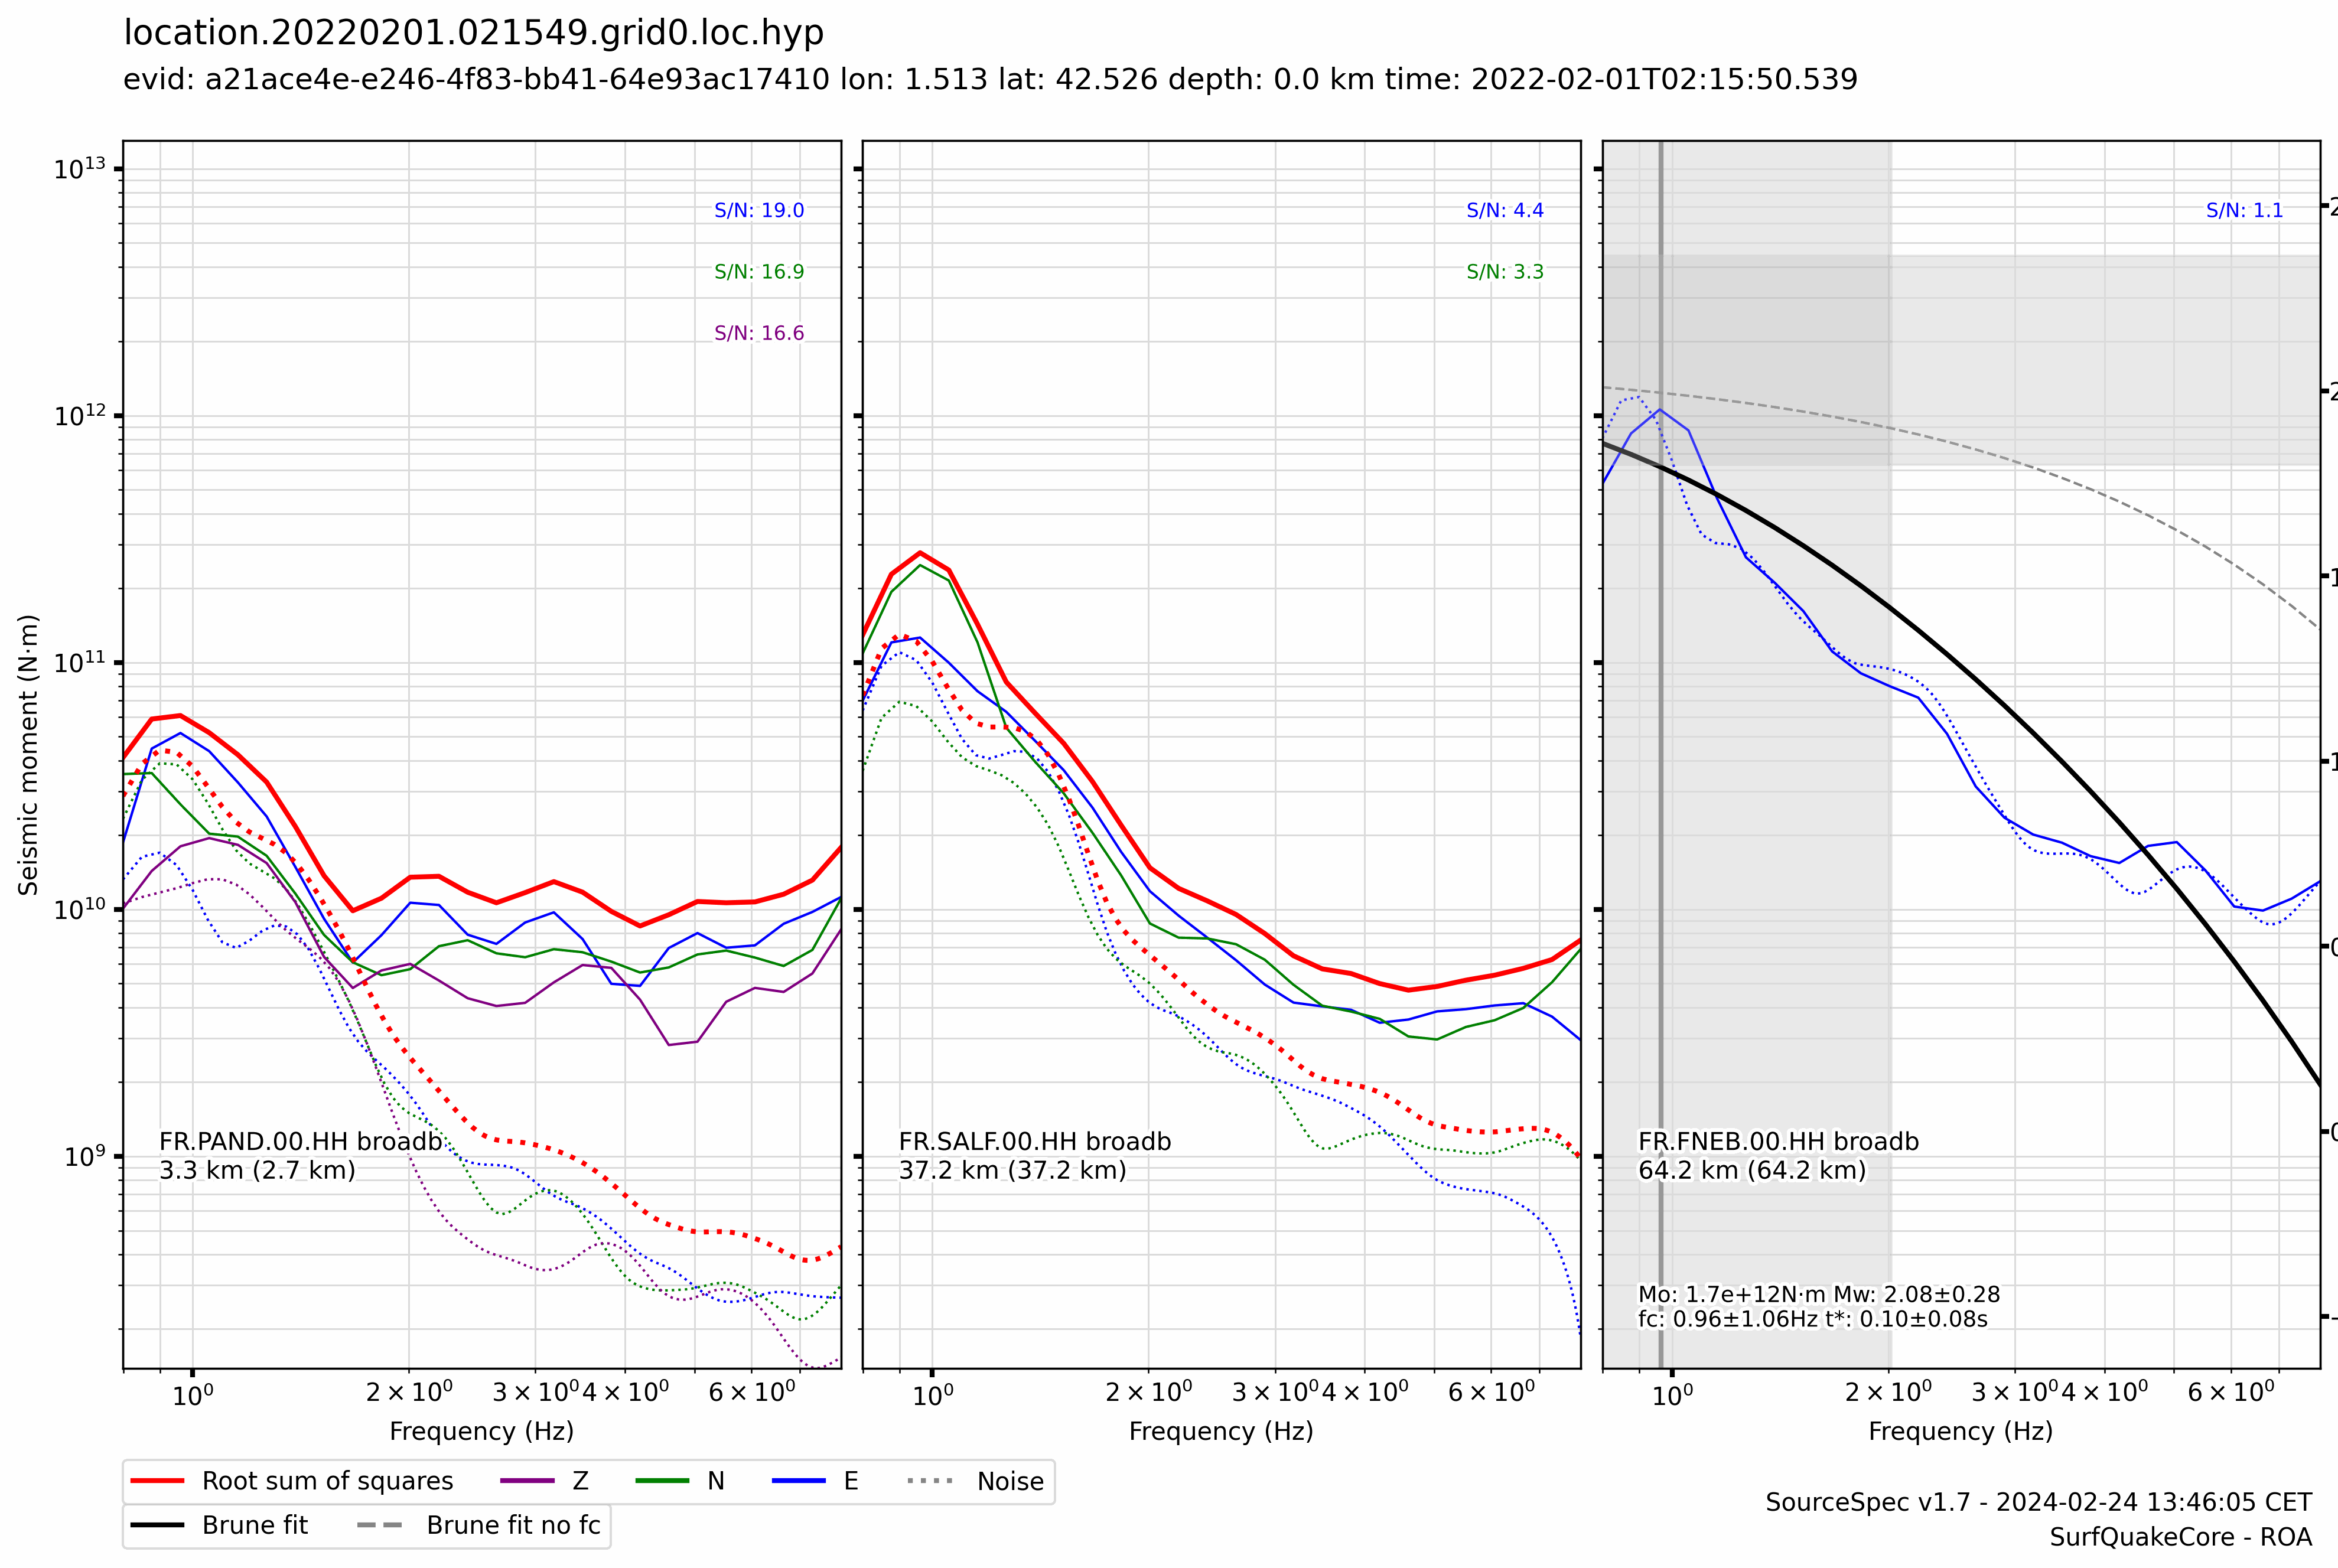 location.20220201.021549.grid0.loc.hyp
evid: a21ace4e-e246-4f83-bb41-64e93ac17410 lon: 1.513 lat: 42.526 depth: 0.0 km time: 2022-02-01T02:15:50.539
Seismic moment (N·m)
10¹³
10¹²
10¹¹
10¹⁰
10⁹
S/N: 19.0
S/N: 16.9
S/N: 16.6
FR.PAND.00.HH broadb
3.3 km (2.7 km)
10⁰
2 × 10⁰
3 × 10⁰
4 × 10⁰
6 × 10⁰
Frequency (Hz)
S/N: 4.4
S/N: 3.3
FR.SALF.00.HH broadb
37.2 km (37.2 km)
10⁰
2 × 10⁰
3 × 10⁰
4 × 10⁰
6 × 10⁰
Frequency (Hz)
S/N: 1.1
FR.FNEB.00.HH broadb
64.2 km (64.2 km)
Mo: 1.7e+12N·m Mw: 2.08±0.28
fc: 0.96±1.06Hz t*: 0.10±0.08s
10⁰
2 × 10⁰
3 × 10⁰
4 × 10⁰
6 × 10⁰
Frequency (Hz)
Root sum of squares Z N E Noise
Brune fit Brune fit no fc
SourceSpec v1.7 - 2024-02-24 13:46:05 CET
SurfQuakeCore - ROA